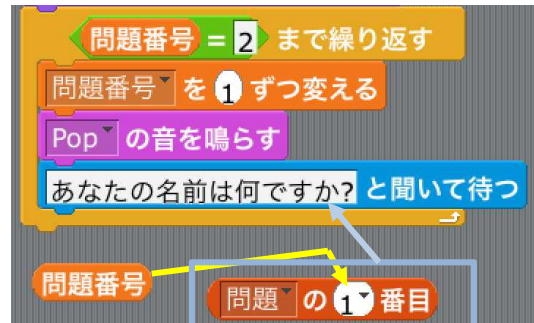 問題番号 = 2 まで繰り返す
問題番号 を 1 ずつ変える
Pop の音を鳴らす
あなたの名前は何ですか? と聞いて待つ
問題番号
問題 の 1 番目